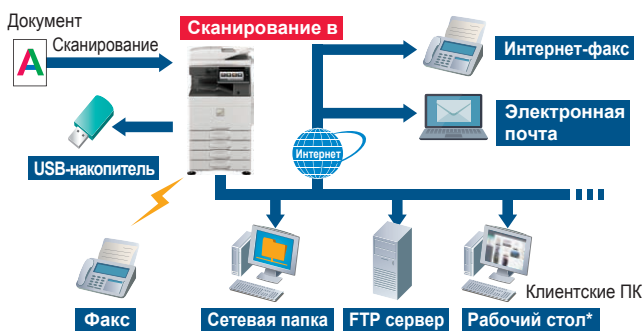 Документ
Сканирование
Сканирование в
A
Интернет-факс
Электронная
почта
Интернет
USB-накопитель
Клиентские ПК
Факс
Сетевая папка
FTP сервер
Рабочий стол*